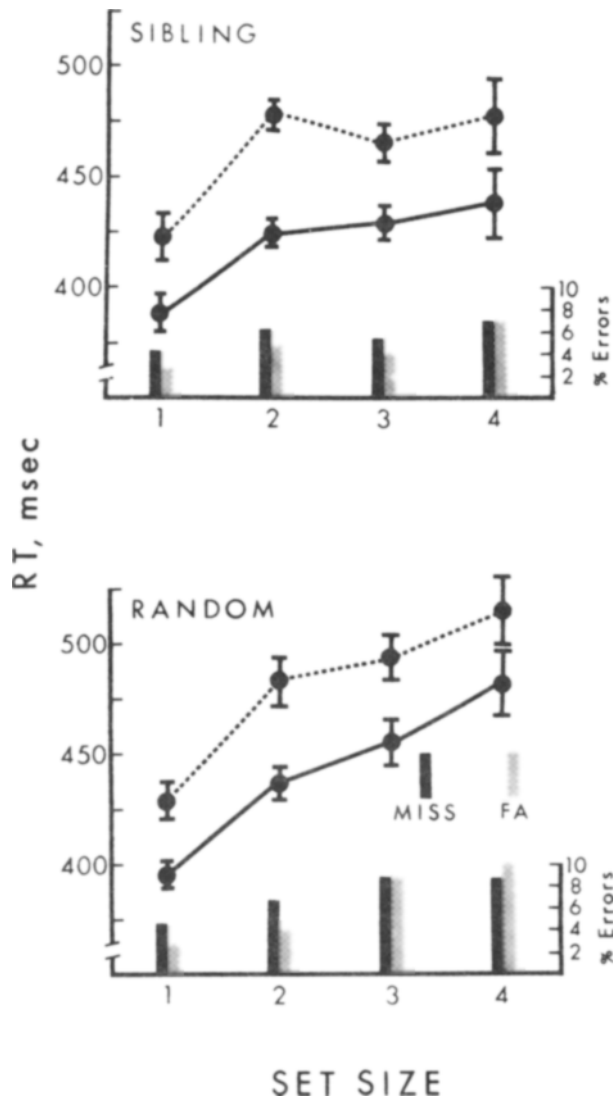 SIBLING
500
450
400
10
8
6
4
2
% Errors
1 2 3 4
RT, msec
RANDOM
500
450
400
MISS FA
10
8
6
4
2
% Errors
1 2 3 4
SET SIZE